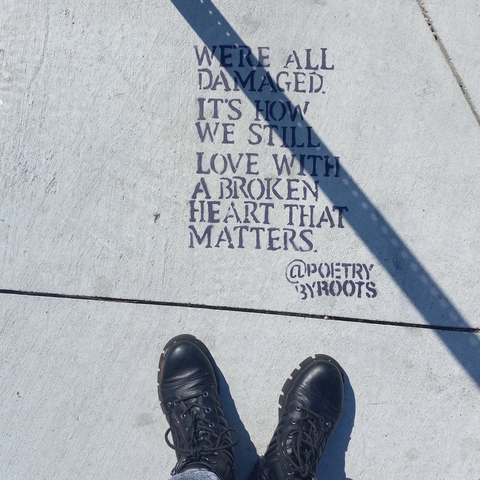 WE'RE ALL
DAMAGED.
IT'S HOW
WE STILL
LOVE WITH
A BROKEN
HEART THAT
MATTERS.
@POETRY
BYROOTS